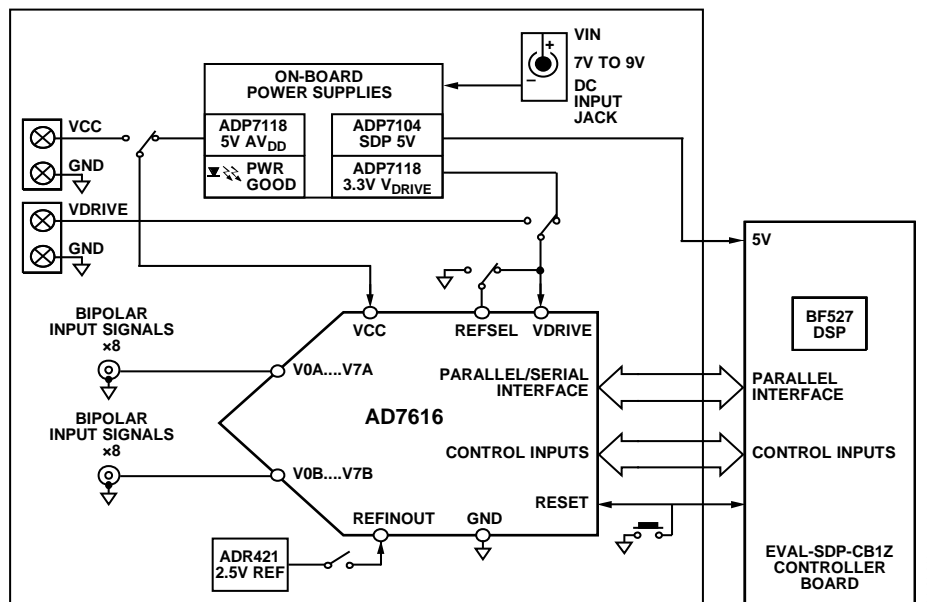 VIN
7V TO 9V
DC
INPUT
JACK
+
–
ON-BOARD
POWER SUPPLIES
ADP7118
5V AVDD
PWR
GOOD
ADP7104
SDP 5V
ADP7118
3.3V VDRIVE
VCC
GND
VDRIVE
GND
5V
BF527
DSP
BIPOLAR
INPUT SIGNALS
×8
BIPOLAR
INPUT SIGNALS
×8
VCC
REFSEL
VDRIVE
V0A....V7A
PARALLEL/SERIAL
INTERFACE
AD7616
CONTROL INPUTS
V0B....V7B
RESET
REFINOUT
GND
ADR421
2.5V REF
PARALLEL
INTERFACE
CONTROL INPUTS
EVAL-SDP-CB1Z
CONTROLLER
BOARD